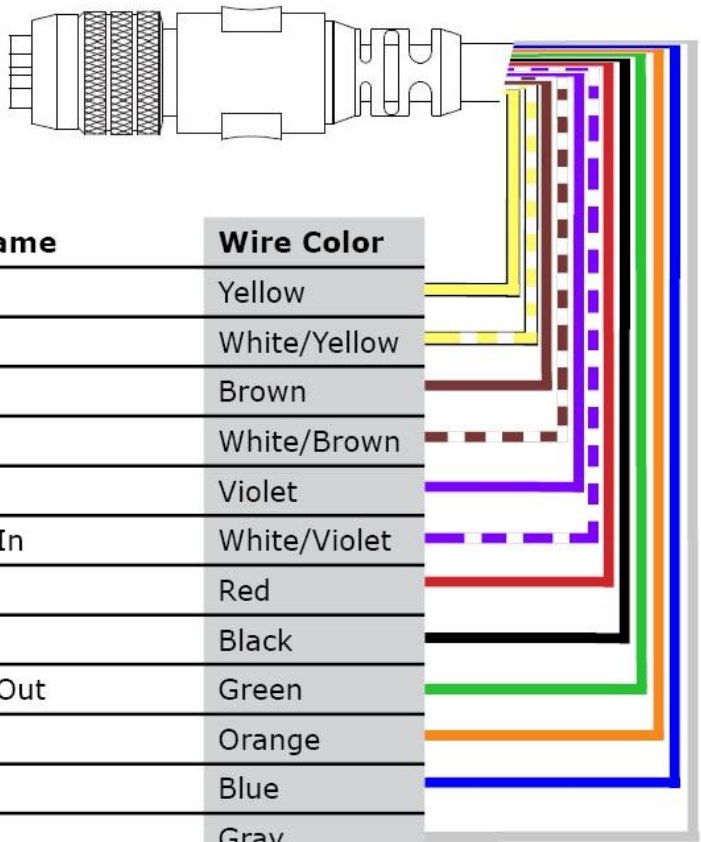 ame Wire Color
Yellow
White/Yellow
Brown
White/Brown
Violet
In White/Violet
Red
Black
Out Green
Orange
Blue
Gray